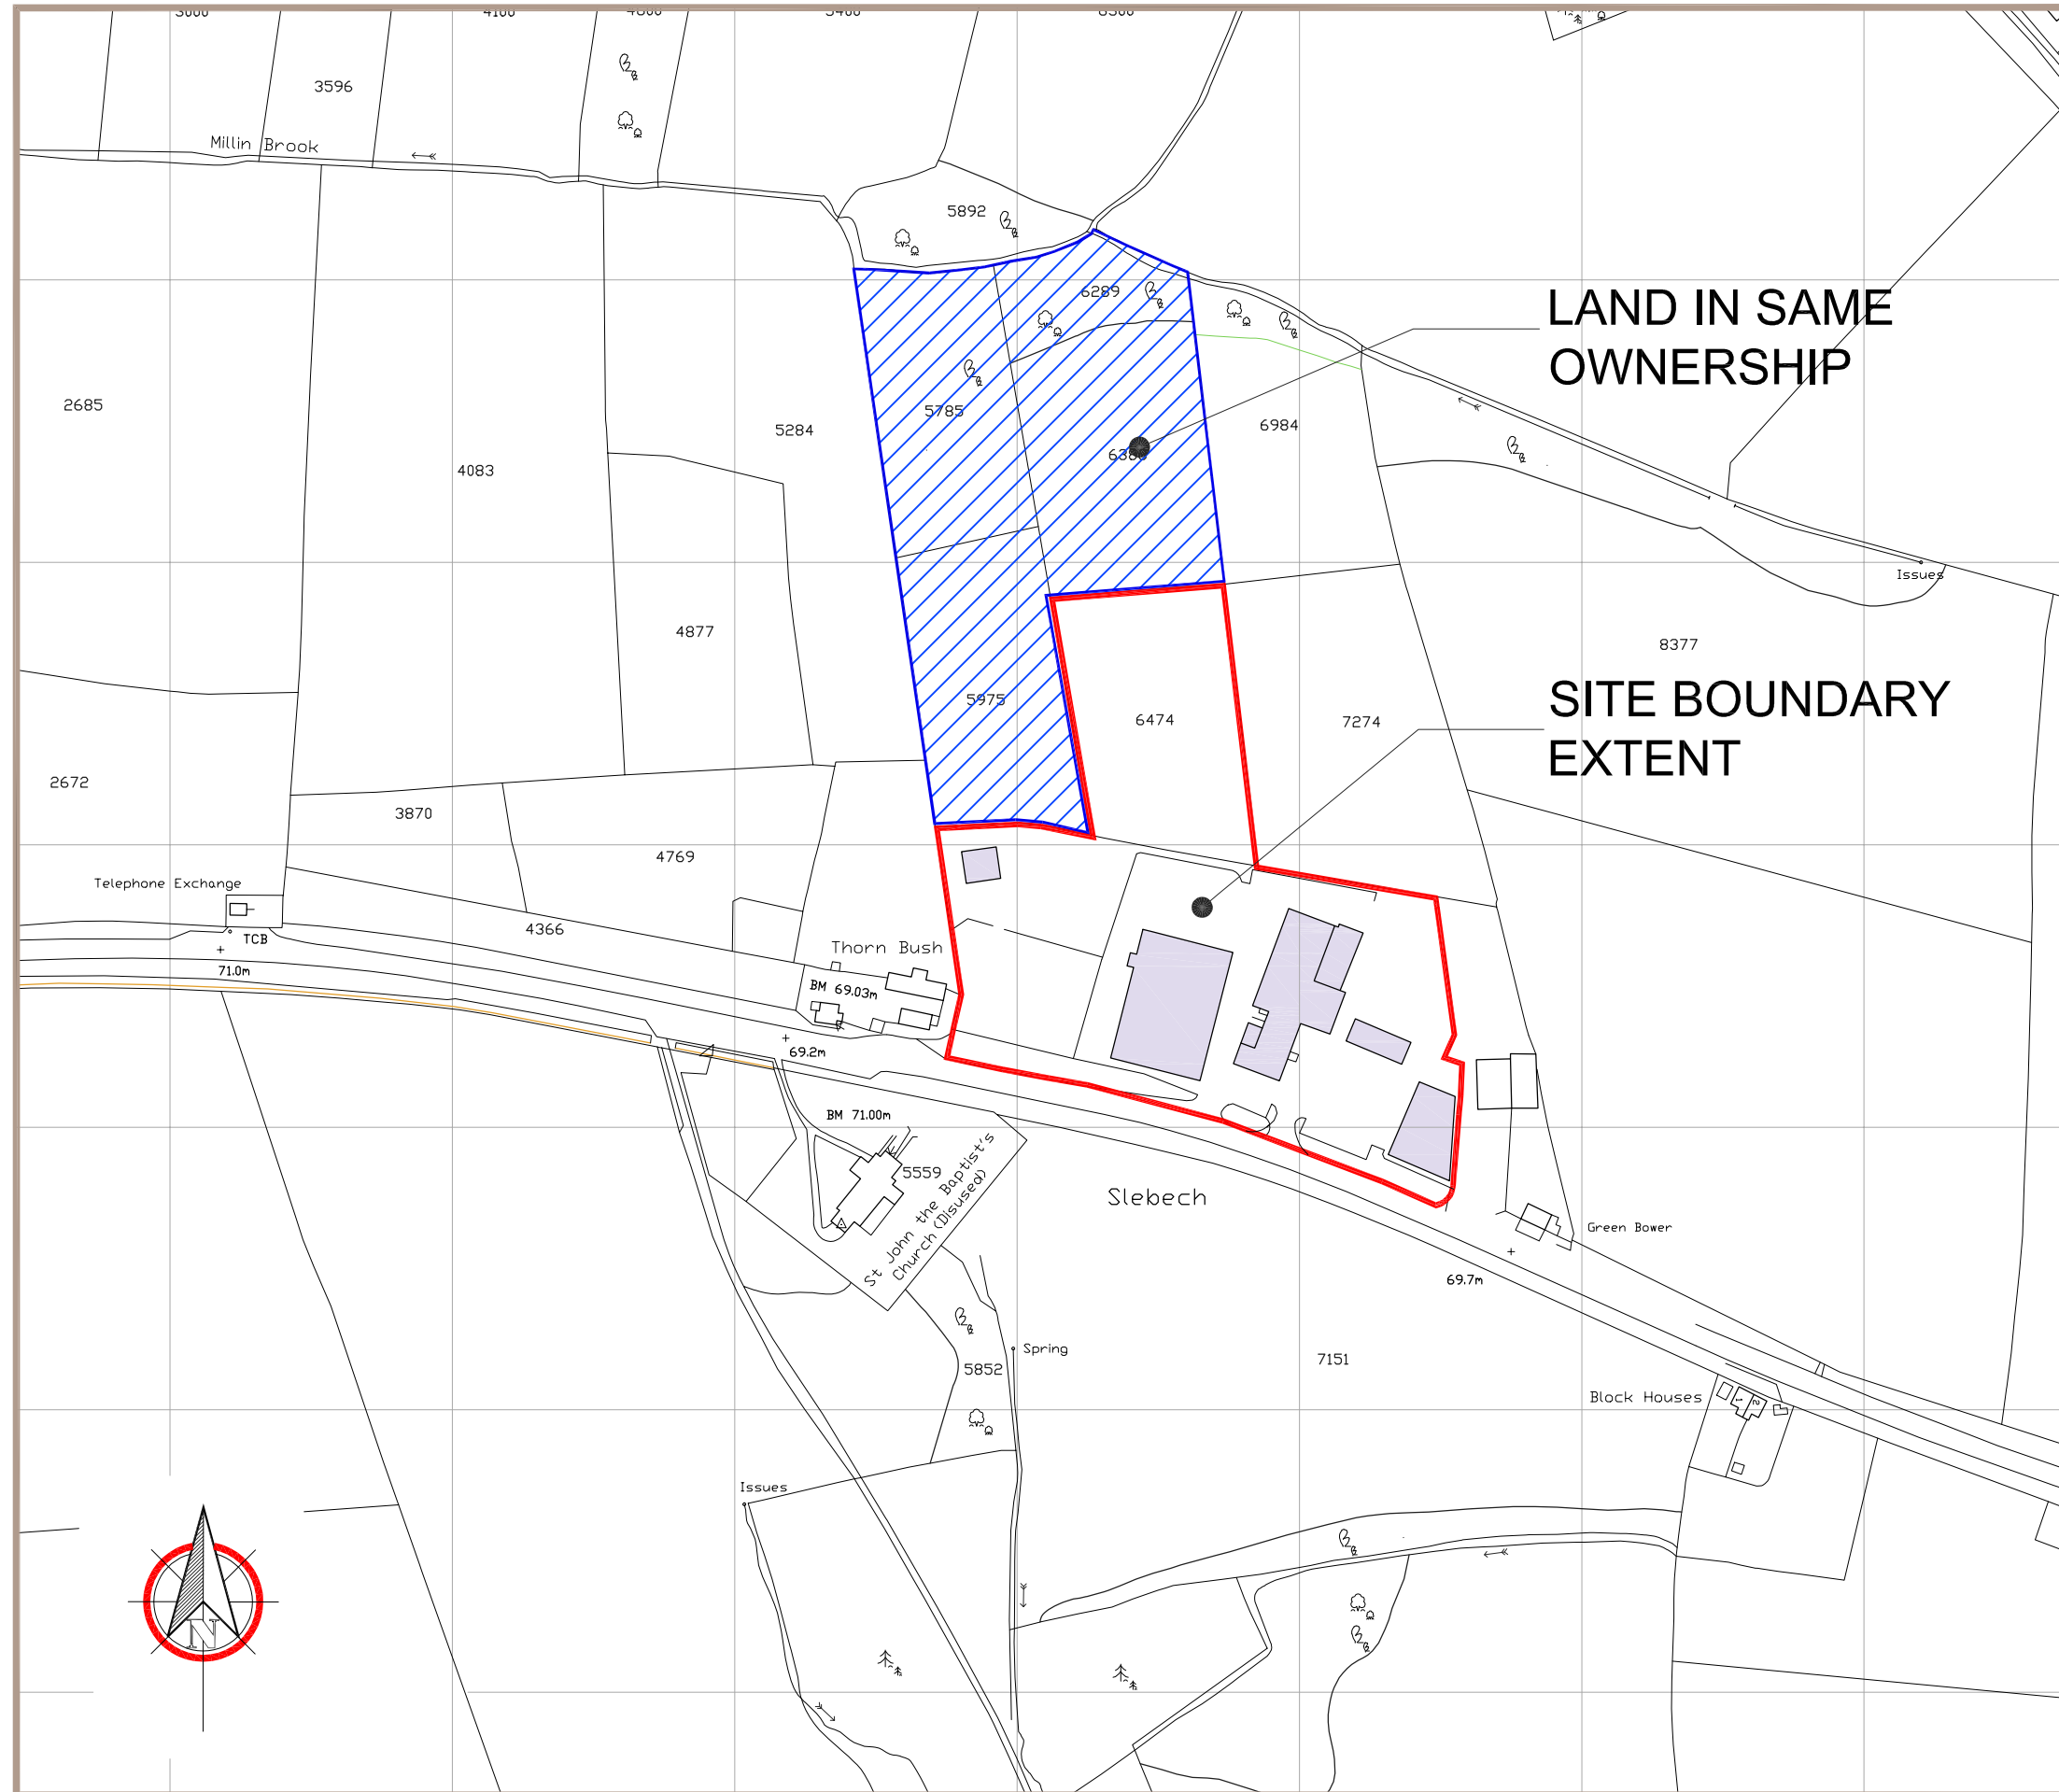 3596
Millin Brook
5892
6289
LAND IN SAME
OWNERSHIP
2685
5785
5284
6984
4083
Issues
4877
8377
5975
6474
7274
SITE BOUNDARY
EXTENT
2672
3870
4769
Telephone Exchange
TCB
4366
Thorn Bush
71.0m
BM 69.03m
69.2m
BM 71.00m
5559
St John the Baptist's
Church (Disused)
Slebech
Green Bower
69.7m
Spring
7151
5852
Block Houses
1
2
Issues
N